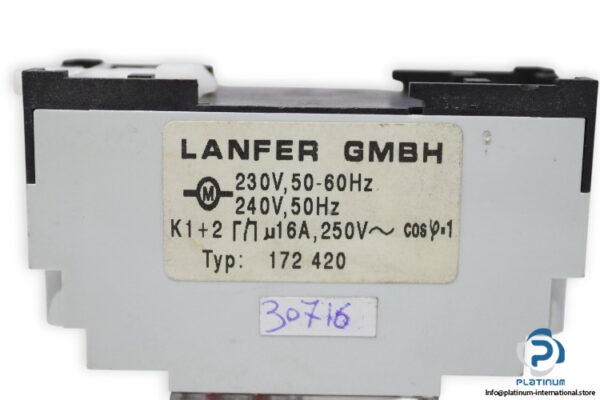 LANFER GMBH
M 230V,50-60Hz
240V,50Hz
K1+2 µ16A,250V~ cosφ=1
Typ: 172 420
30716
PLATINUM
Info@platinum-international.store